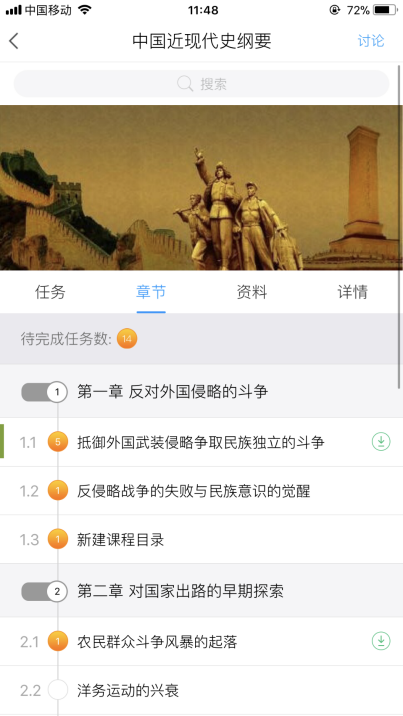 中国移动 11:48 72%
中国近现代史纲要 讨论
搜索
任务 章节 资料 详情
待完成任务数: 14
1 第一章 反对外国侵略的斗争
1.1 5 抵御外国武装侵略争取民族独立的斗争
1.2 1 反侵略战争的失败与民族意识的觉醒
1.3 1 新建课程目录
2 第二章 对国家出路的早期探索
2.1 1 农民群众斗争风暴的起落
2.2 洋务运动的兴衰